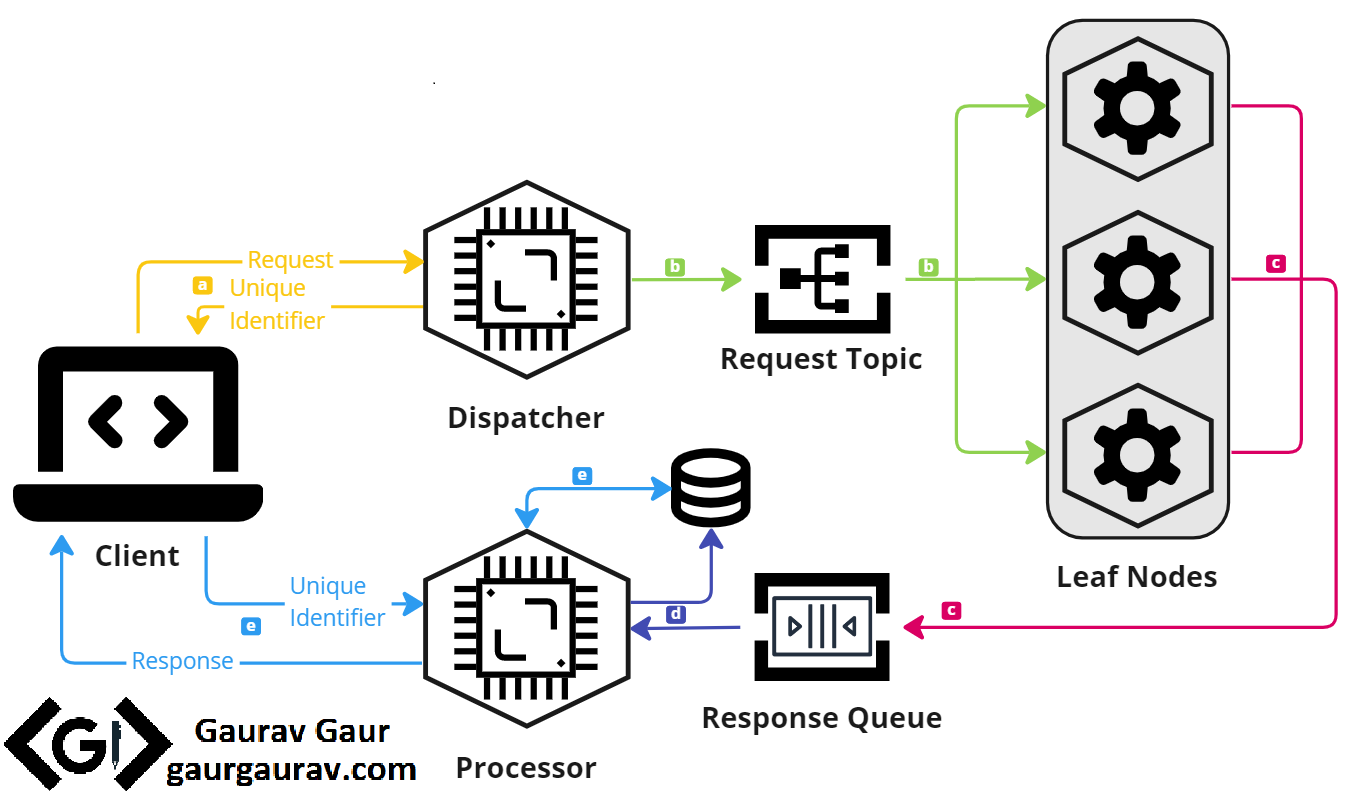 Request
a
Unique
Identifier
b
b
c
Request Topic
Dispatcher
e
Client
Leaf Nodes
Unique
Identifier
e
d
c
Response
Response Queue
Processor
G
Gaurav Gaur
gaurgaurav.com